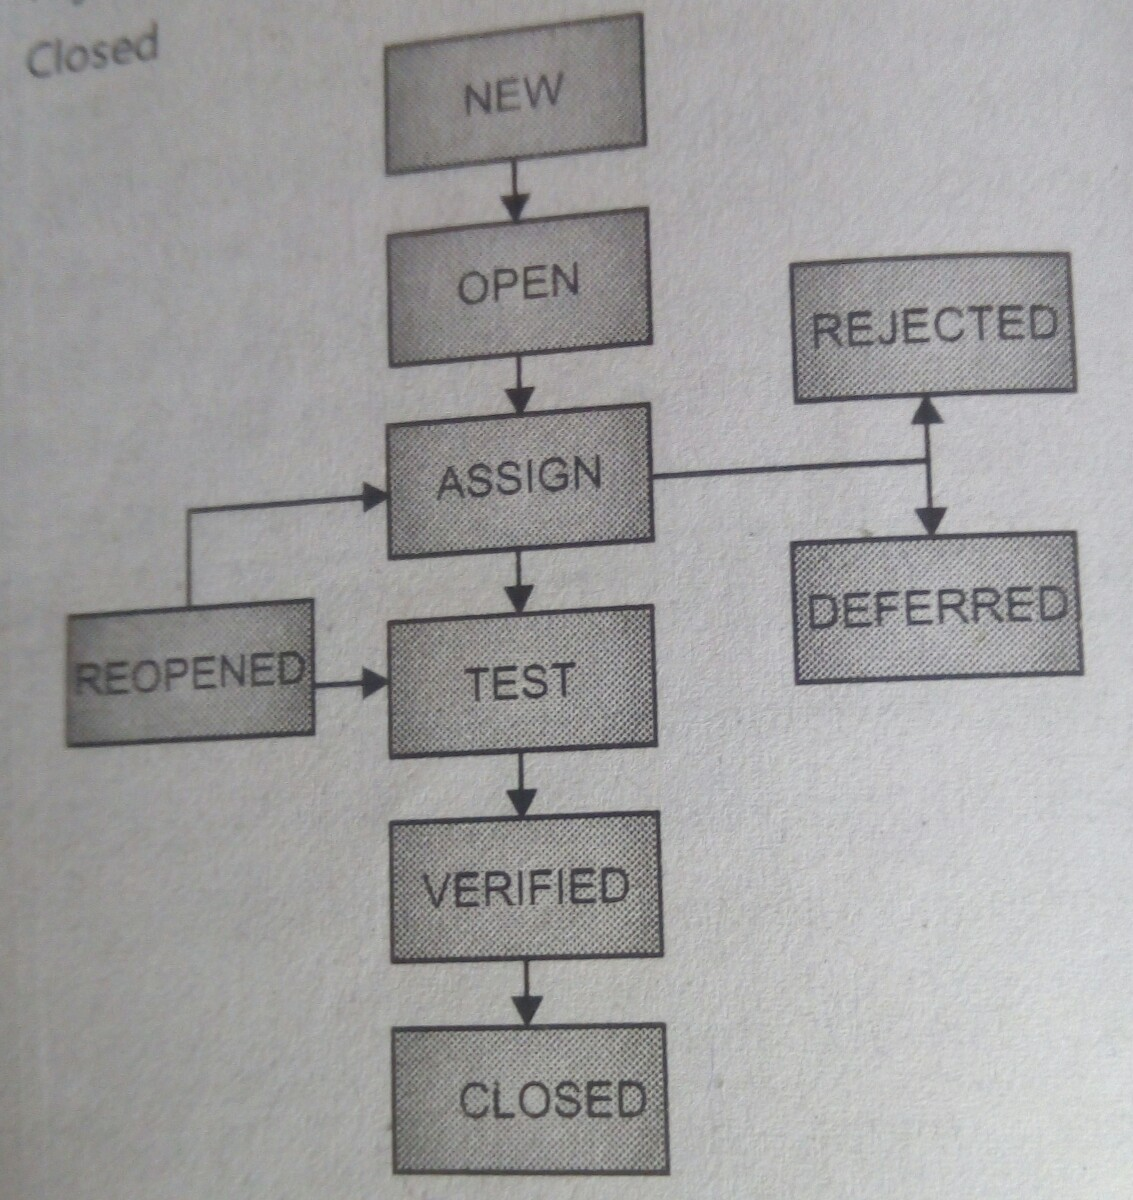 Closed
NEW
OPEN
REJECTED
ASSIGN
DEFERRED
REOPENED
TEST
VERIFIED
CLOSED